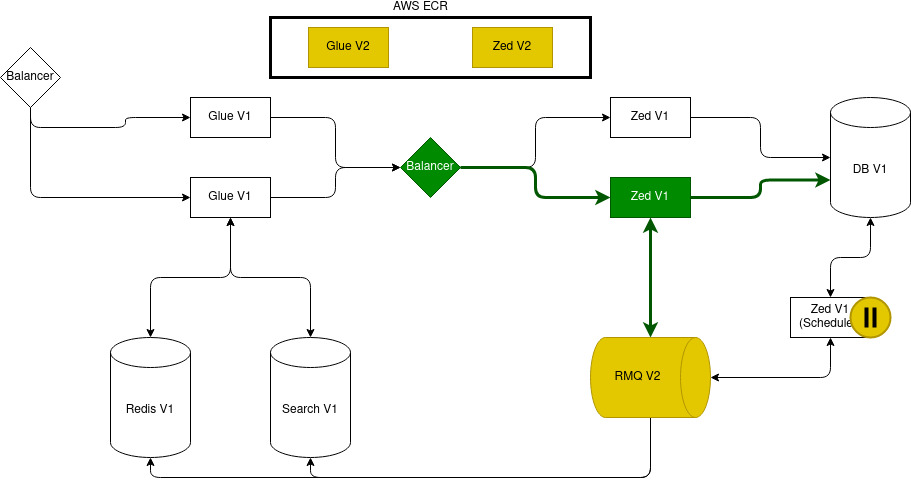 AWS ECR
Glue V2
Zed V2
Balancer
Glue V1
Zed V1
Balancer
DB V1
Glue V1
Zed V1
Zed V1
(Schedule
RMQ V2
Redis V1
Search V1